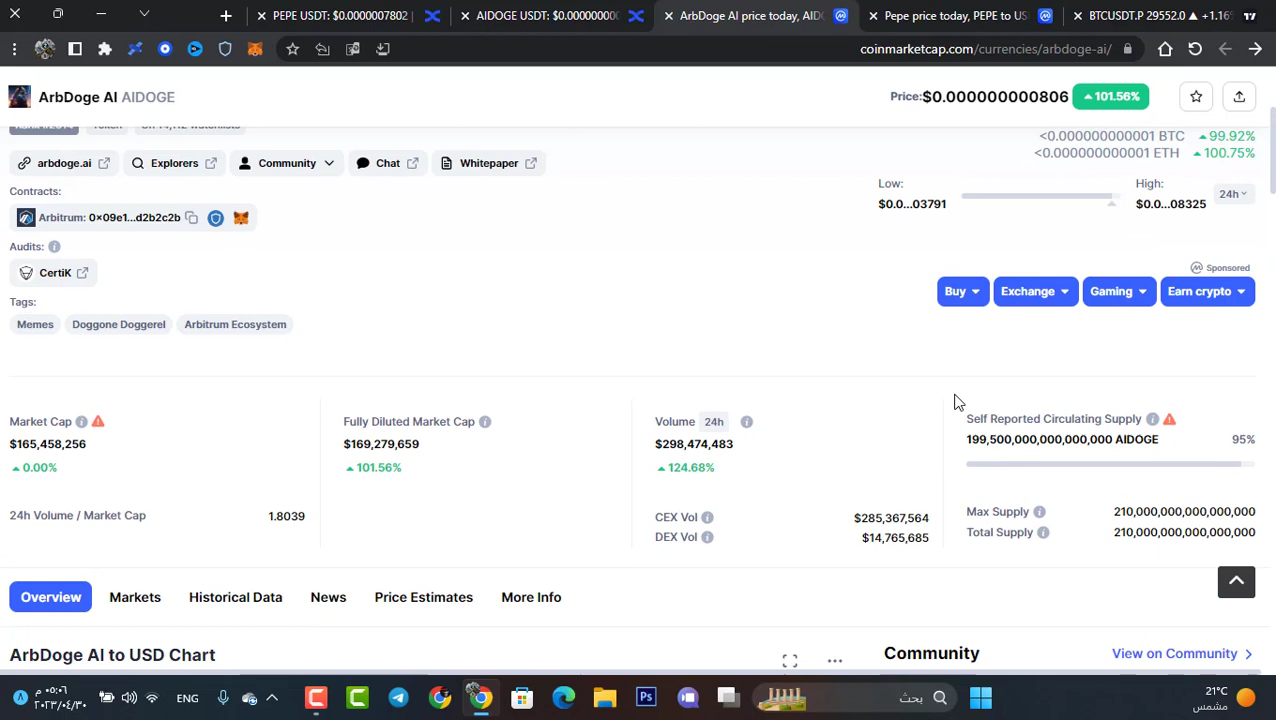 PEPE USDT: $0.0000007802
AIDOGE USDT: $0.000000000
ArbDoge AI price today, AIDO
Pepe price today, PEPE to US
BTCUSDT.P 29552.0 ▲ +1.16%
coinmarketcap.com/currencies/arbdoge-ai/
ArbDoge AI AIDOGE
Price: $0.000000000806 101.56%
<0.000000000001 BTC 99.92%
<0.000000000001 ETH 100.75%
arbdoge.ai Explorers Community Chat Whitepaper
Low: High:
$0.0...03791 $0.0...08325 24h
Contracts:
Arbitrum: 0x09e1...d2b2c2b
Audits:
CertiK
Sponsored
Buy Exchange Gaming Earn crypto
Tags:
Memes Doggone Doggerel Arbitrum Ecosystem
Market Cap
$165,458,256
0.00%
24h Volume / Market Cap 1.8039
Fully Diluted Market Cap
$169,279,659
101.56%
Volume 24h
$298,474,483
124.68%
CEX Vol $285,367,564
DEX Vol $14,765,685
Self Reported Circulating Supply
199,500,000,000,000,000 AIDOGE 95%
Max Supply 210,000,000,000,000,000
Total Supply 210,000,000,000,000,000
Overview Markets Historical Data News Price Estimates More Info
ArbDoge AI to USD Chart
Community
View on Community
٠٥:٠٦ م
٢٠٢٣/٠٤/٣٠
ENG
Ps
بحث
21°C
مشمس